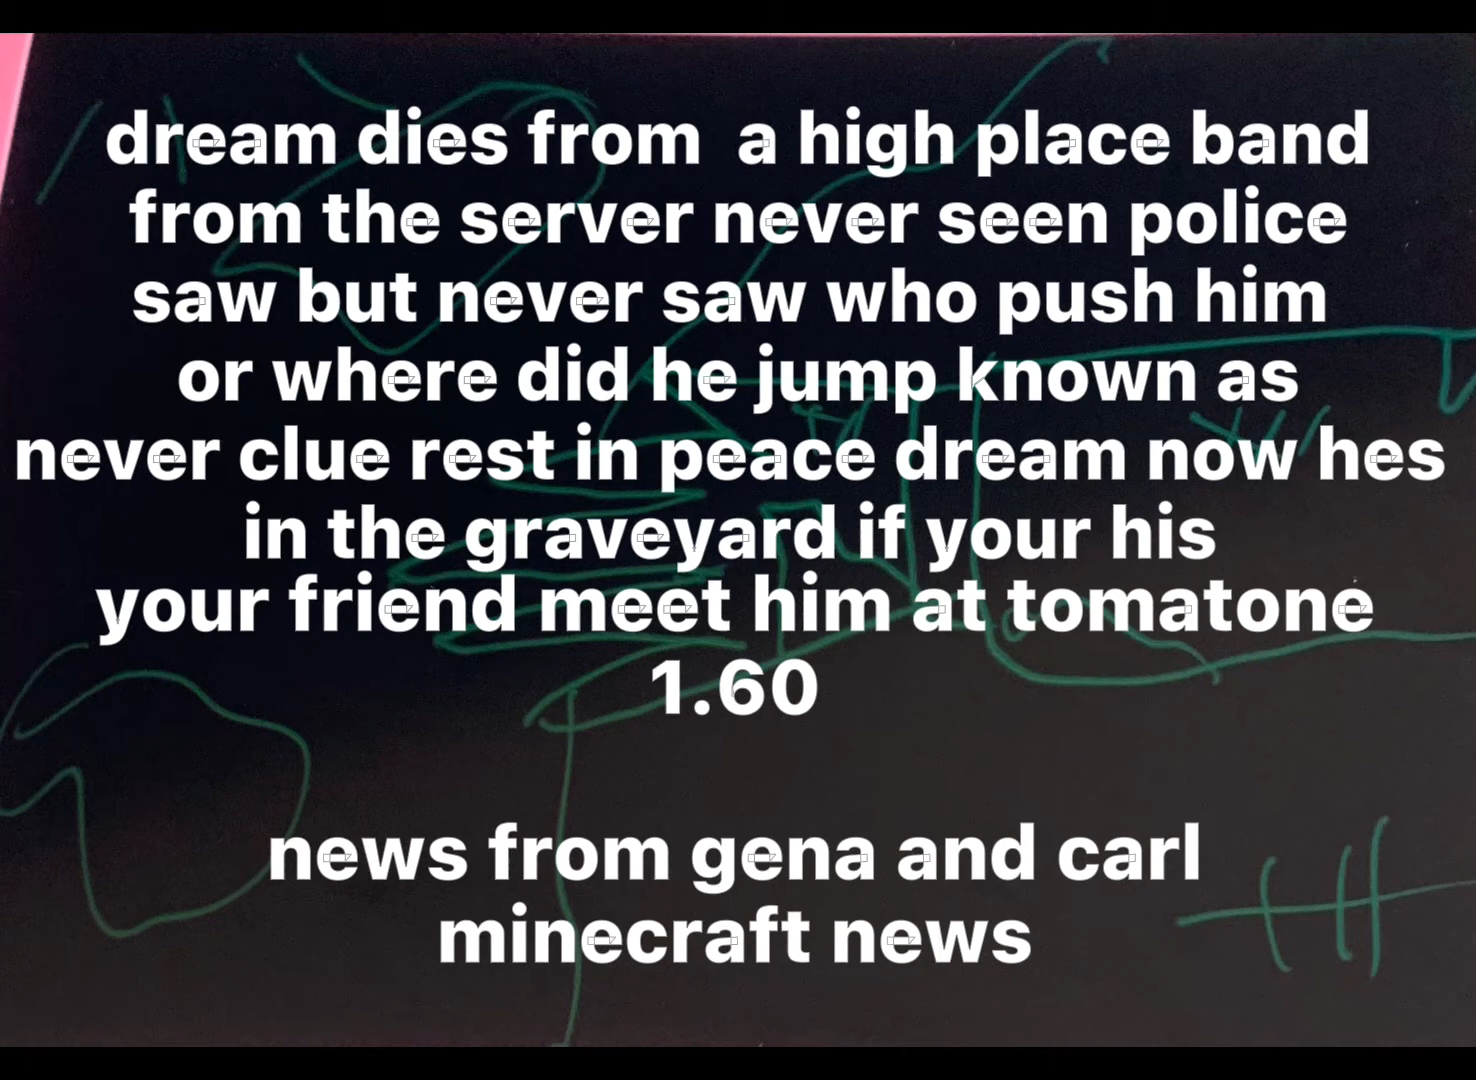 dream dies from  a high place band
from the server never seen police
saw but never saw who push him
or where did he jump known as
never clue rest in peace dream now hes
in the graveyard if your his
your friend meet him at tomatone
1.60
news from gena and carl
minecraft news